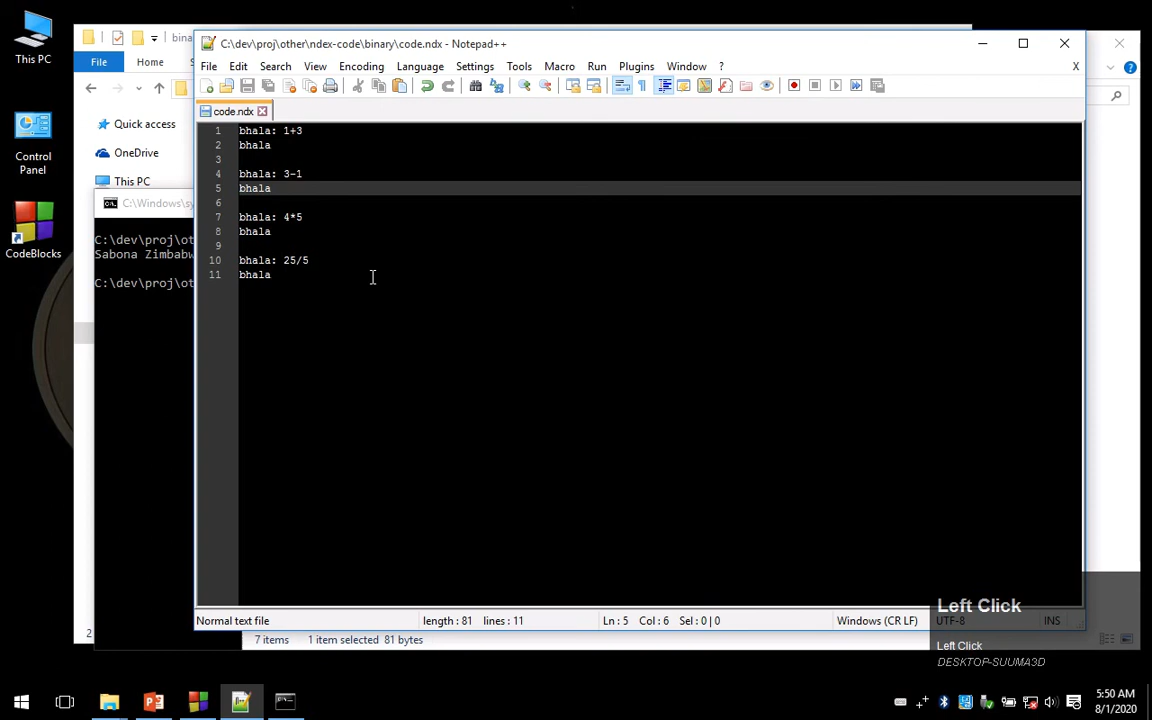 This PC
Control
Panel
CodeBlocks
File
Home
Quick access
OneDrive
This PC
C:\Windows\sy
C:\dev\proj\ot
Sabona Zimbabw
C:\dev\proj\ot
C:\dev\proj\other\ndex-code\binary\code.ndx - Notepad++
File Edit Search View Encoding Language Settings Tools Macro Run Plugins Window ? X
code.ndx
1 bhala: 1+3
2 bhala
3
4 bhala: 3-1
5 bhala
6
7 bhala: 4*5
8 bhala
9
10 bhala: 25/5
11 bhala
Normal text file length : 81 lines : 11 Ln : 5 Col : 6 Sel : 0 | 0 Windows (CR LF) UTF-8 INS
7 items 1 item selected 81 bytes
Left Click
Left Click
DESKTOP-SUUMA3D
5:50 AM
8/1/2020